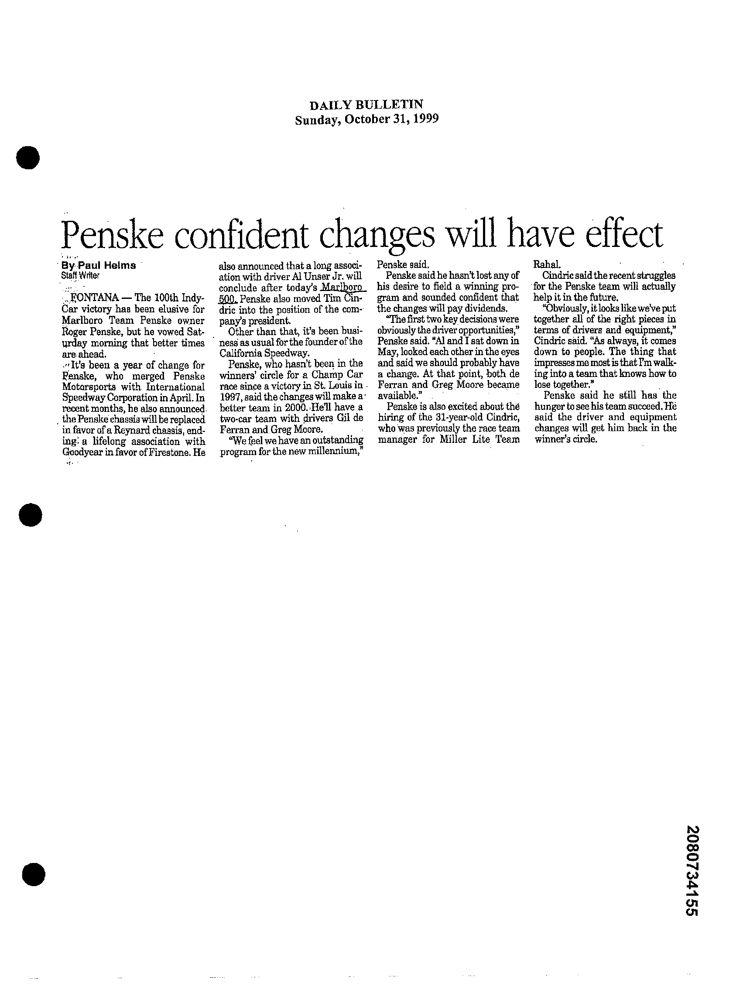 DAILY BULLETIN
Sunday, October 31, 1999
Penske confident changes will have effect
By Paul Helms
Staff Writer
FONTANA — The 100th Indy-
Car victory has been elusive for
Marlboro Team Penske owner
Roger Penske, but he vowed Sat-
urday morning that better times
are ahead.
It's been a year of change for
Penske, who merged Penske
Motorsports with International
Speedway Corporation in April. In
recent months, he also announced
the Penske chassis will be replaced
in favor of a Reynard chassis, end-
ing a lifelong association with
Goodyear in favor of Firestone. He
also announced that a long associ-
ation with driver Al Unser Jr. will
conclude after today's Marlboro
500. Penske also moved Tim Cin-
dric into the position of the com-
pany's president.
Other than that, it's been busi-
ness as usual for the founder of the
California Speedway.
Penske, who hasn't been in the
winners' circle for a Champ Car
race since a victory in St. Louis in
1997, said the changes will make a
better team in 2000. He'll have a
two-car team with drivers Gil de
Ferran and Greg Moore.
"We feel we have an outstanding
program for the new millennium,"
Penske said.
Penske said he hasn't lost any of
his desire to field a winning pro-
gram and sounded confident that
the changes will pay dividends.
"The first two key decisions were
obviously the driver opportunities,"
Penske said. "Al and I sat down in
May, looked each other in the eyes
and said we should probably have
a change. At that point, both de
Ferran and Greg Moore became
available."
Penske is also excited about the
hiring of the 31-year-old Cindric,
who was previously the race team
manager for Miller Lite Team
Rahal.
Cindric said the recent struggles
for the Penske team will actually
help it in the future.
"Obviously, it looks like we've put
together all of the right pieces in
terms of drivers and equipment,"
Cindric said. "As always, it comes
down to people. The thing that
impresses me most is that I'm walk-
ing into a team that knows how to
lose together."
Penske said he still has the
hunger to see his team succeed. He
said the driver and equipment
changes will get him back in the
winner's circle.
2080734155